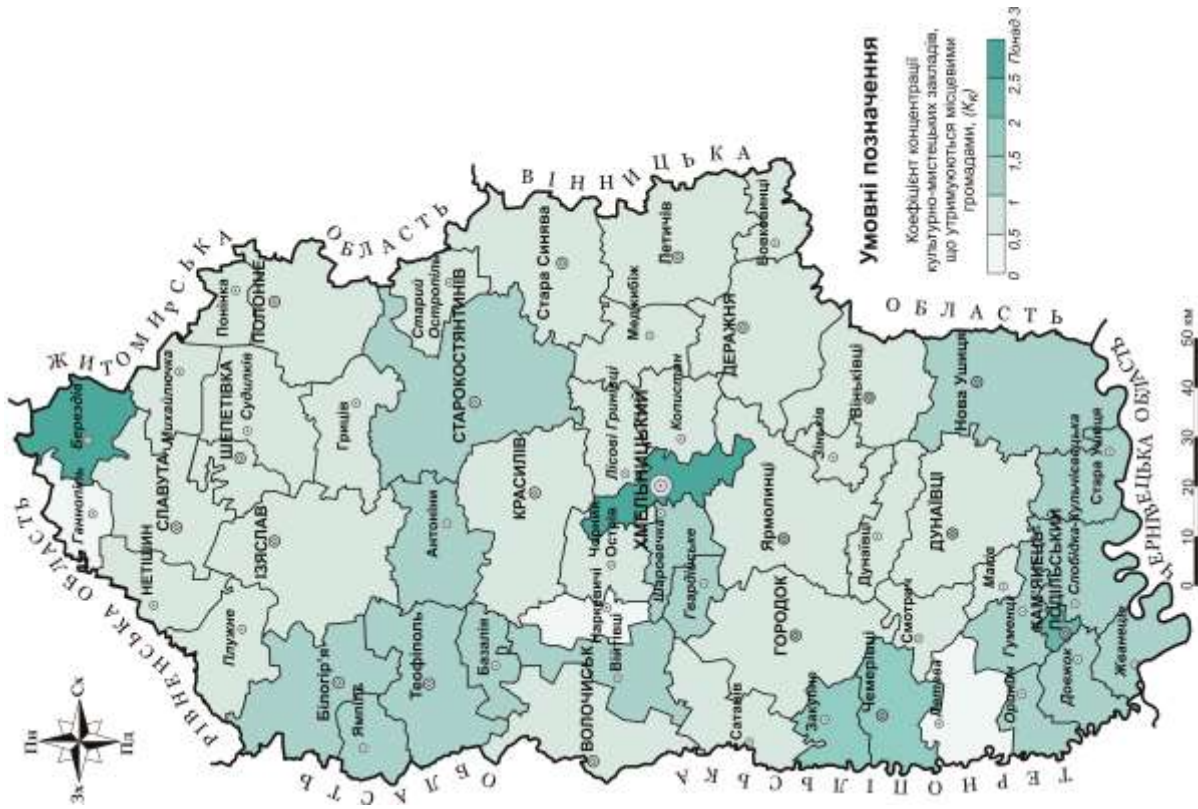 Пн
Сх
Зх
Пд
РІВНЕНСЬКА ОБЛАСТЬ
ЖИТОМИРСЬКА
ОБЛАСТЬ
ВІННИЦЬКА
ОБЛАСТЬ
ЧЕРНІВЕЦЬКА ОБЛАСТЬ
ТЕРНОПІЛЬСЬКА
ОБЛАСТЬ
Ганнопіль
Берездів
НЕТІШИН
СЛАВУТА
Михайлючка
Плужне
ІЗЯСЛАВ
ШЕПЕТІВКА
Судилків
Понінка
ПОЛОННЕ
Білогір'я
Ямпіль
Гриців
Теофіполь
Антоніни
СТАРОКОСТЯНТИНІВ
Старий
Остропіль
Базалія
КРАСИЛІВ
Стара Синява
ВОЛОЧИСЬК
Війтівці
Наркевичі
Чорний
Острів
Лісові Гринівці
ХМЕЛЬНИЦЬКИЙ
Шаровечка
Гвардійське
Копистин
Меджибіж
Летичів
Вовковинці
ДЕРАЖНЯ
Сатанів
ГОРОДОК
Ярмолинці
Зіньків
Віньківці
Закупне
Чемерівці
Смотрич
Дунаївці
ДУНАЇВЦІ
Нова Ушиця
Маків
Гуменці
Оринин
КАМ'ЯНЕЦЬ-
ПОДІЛЬСЬКИЙ
Довжок
Жванець
Слобідка-Кульчієвецька
Стара Ушиця
Умовні позначення
Коефіцієнт концентрації
культурно-мистецьких закладів,
що утримуються місцевими
громадами, (Кк)
0 0,5 1 1,5 2 2.5 Понад 3
0 10 20 30 40 50 км